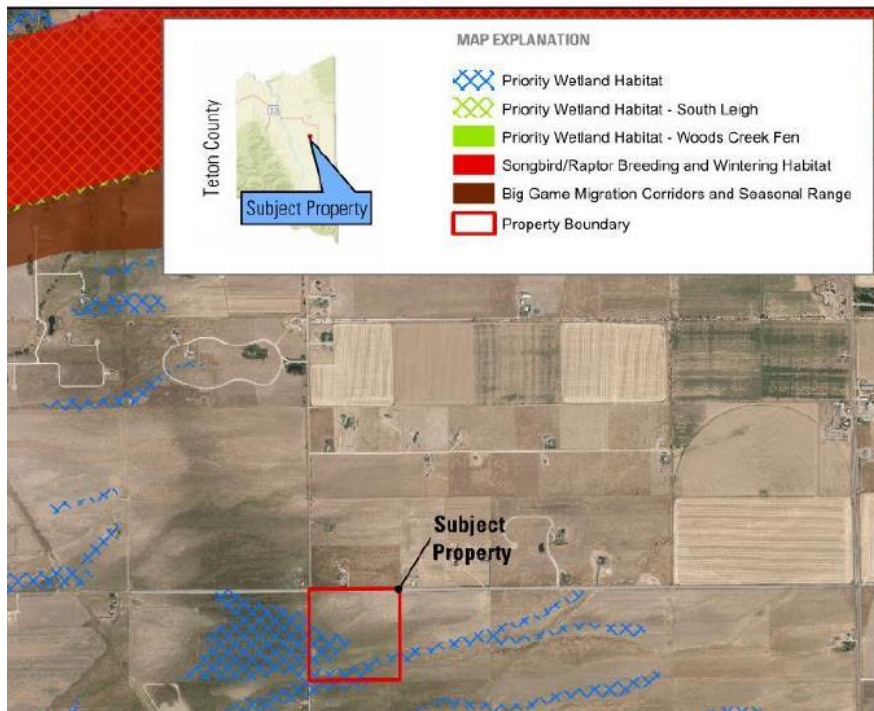 MAP EXPLANATION
Teton County
33
Subject Property
Priority Wetland Habitat
Priority Wetland Habitat - South Leigh
Priority Wetland Habitat - Woods Creek Fen
Songbird/Raptor Breeding and Wintering Habitat
Big Game Migration Corridors and Seasonal Range
Property Boundary
Subject
Property